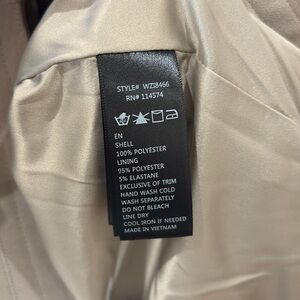 STYLE# WZI8466
RN# 114574
EN
SHELL
100% POLYESTER
LINING
95% POLYESTER
5% ELASTANE
EXCLUSIVE OF TRIM
HAND WASH COLD
WASH SEPARATELY
DO NOT BLEACH
LINE DRY
COOL IRON IF NEEDED
MADE IN VIETNAM